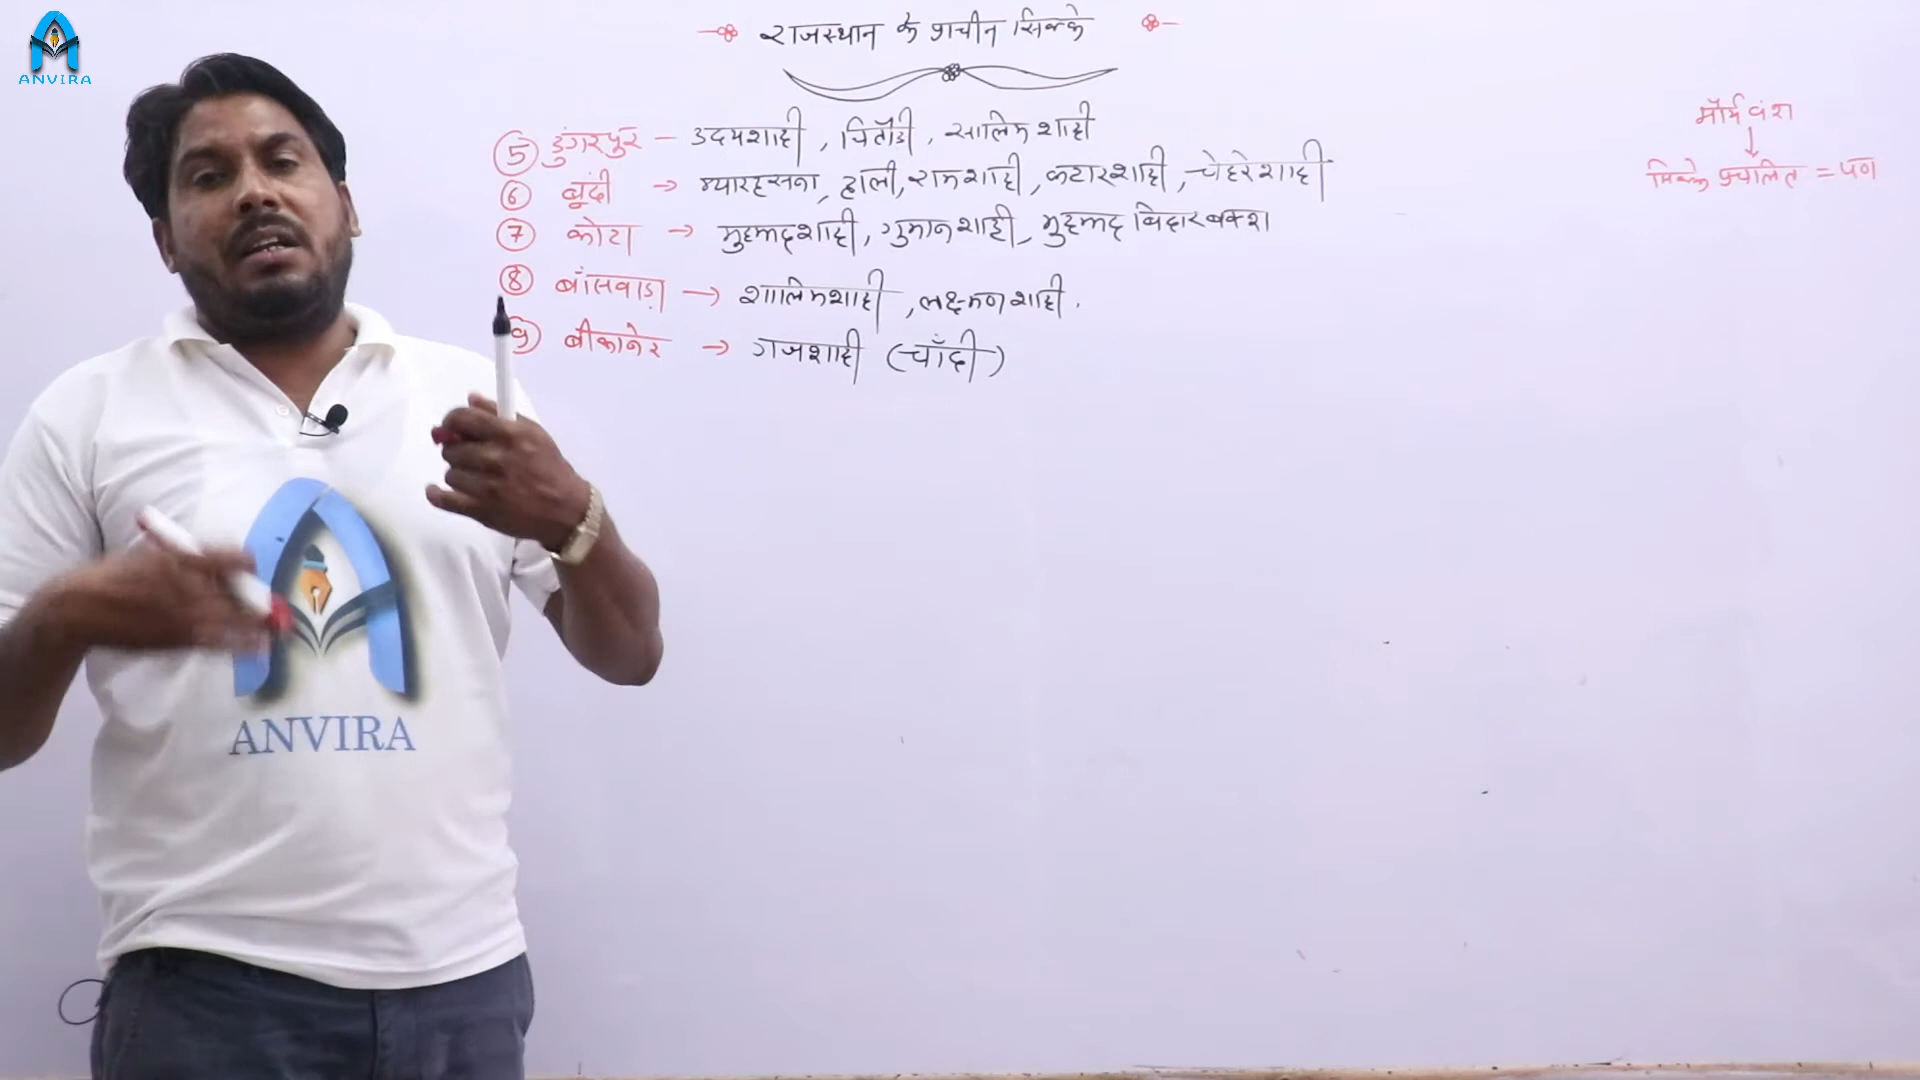 ANVIRA
राजस्थान के प्राचीन सिक्के
⑤ डुंगरपुर – उदयशाही, चितौडी, सालिमशाही
⑥ बूंदी → ग्यारहसना, हाली, रामशाही, कटारशाही, चेहरेशाही
⑦ कोटा → मुहम्मदशाही, गुमानशाही, मुहम्मद बिदारबक्श
⑧ बाँसवाड़ा → शालिमशाही, लक्ष्मणशाही.
⑨ बीकानेर → गजशाही (चाँदी)
मौर्य वंश
↓
सिक्के प्रचलित = पण
ANVIRA